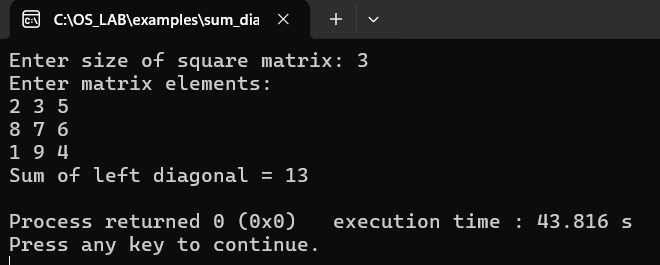 C:\OS_LAB\examples\sum_dia
Enter size of square matrix: 3
Enter matrix elements:
2 3 5
8 7 6
1 9 4
Sum of left diagonal = 13
Process returned 0 (0x0)   execution time : 43.816 s
Press any key to continue.